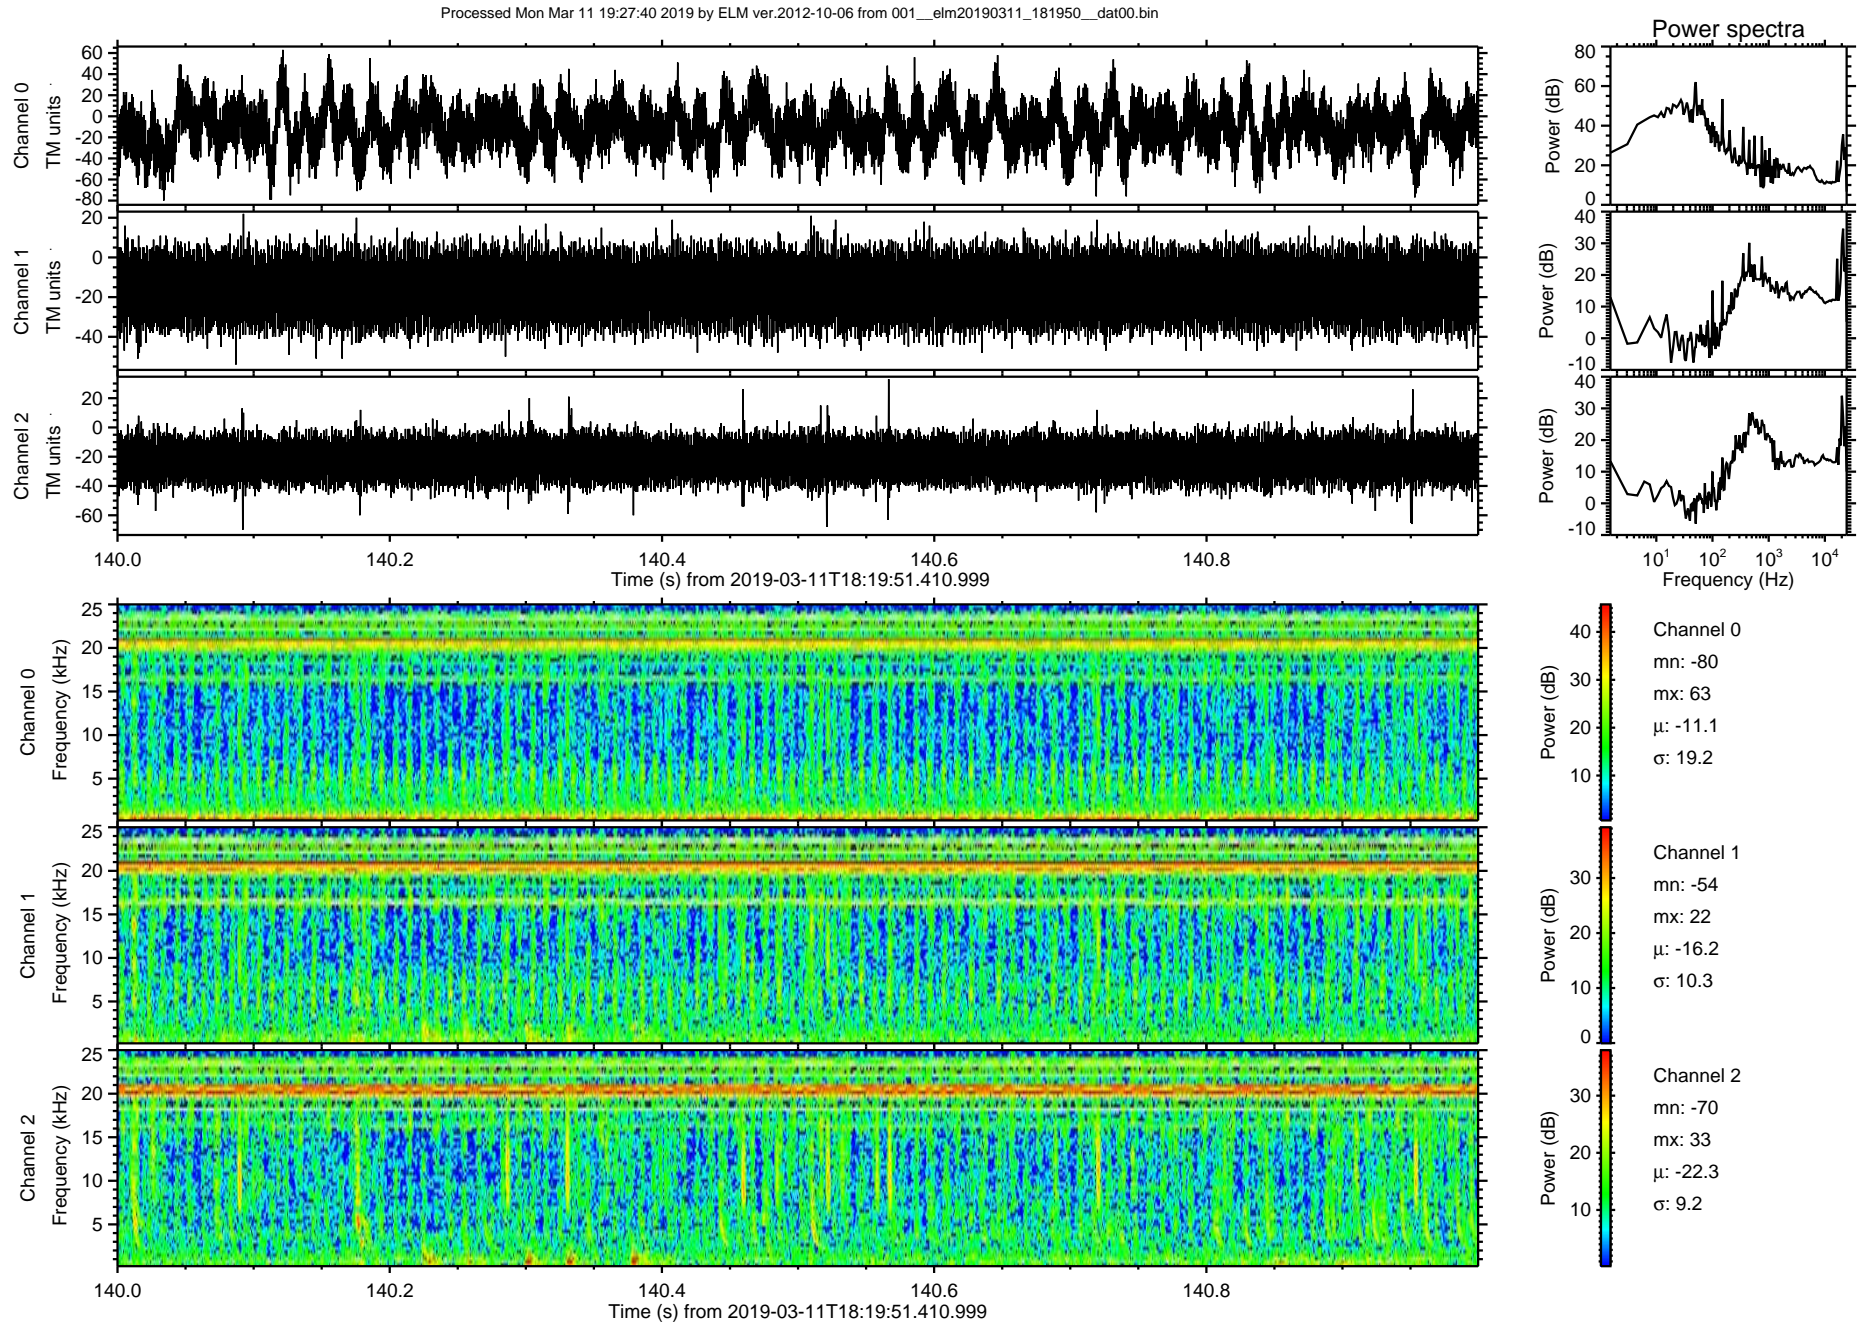 Processed Mon Mar 11 19:27:40 2019 by ELM ver.2012-10-06 from 001__elm20190311_181950__dat00.bin
Power spectra
Channel 0
TM units
60
40
20
0
-20
-40
-60
-80
Power (dB)
80
60
40
20
0
Channel 1
TM units
20
0
-20
-40
Power (dB)
40
30
20
10
0
-10
Channel 2
TM units
20
0
-20
-40
-60
Power (dB)
40
30
20
10
0
-10
140.0 140.2 140.4 140.6 140.8
Time (s) from 2019-03-11T18:19:51.410.999
10¹ 10² 10³ 10⁴
Frequency (Hz)
Channel 0
Frequency (kHz)
25
20
15
10
5
Power (dB)
40
30
20
10
Channel 0
mn: -80
mx: 63
μ: -11.1
σ: 19.2
Channel 1
Frequency (kHz)
25
20
15
10
5
Power (dB)
30
20
10
0
Channel 1
mn: -54
mx: 22
μ: -16.2
σ: 10.3
Channel 2
Frequency (kHz)
25
20
15
10
5
Power (dB)
30
20
10
Channel 2
mn: -70
mx: 33
μ: -22.3
σ: 9.2
140.0 140.2 140.4 140.6 140.8
Time (s) from 2019-03-11T18:19:51.410.999